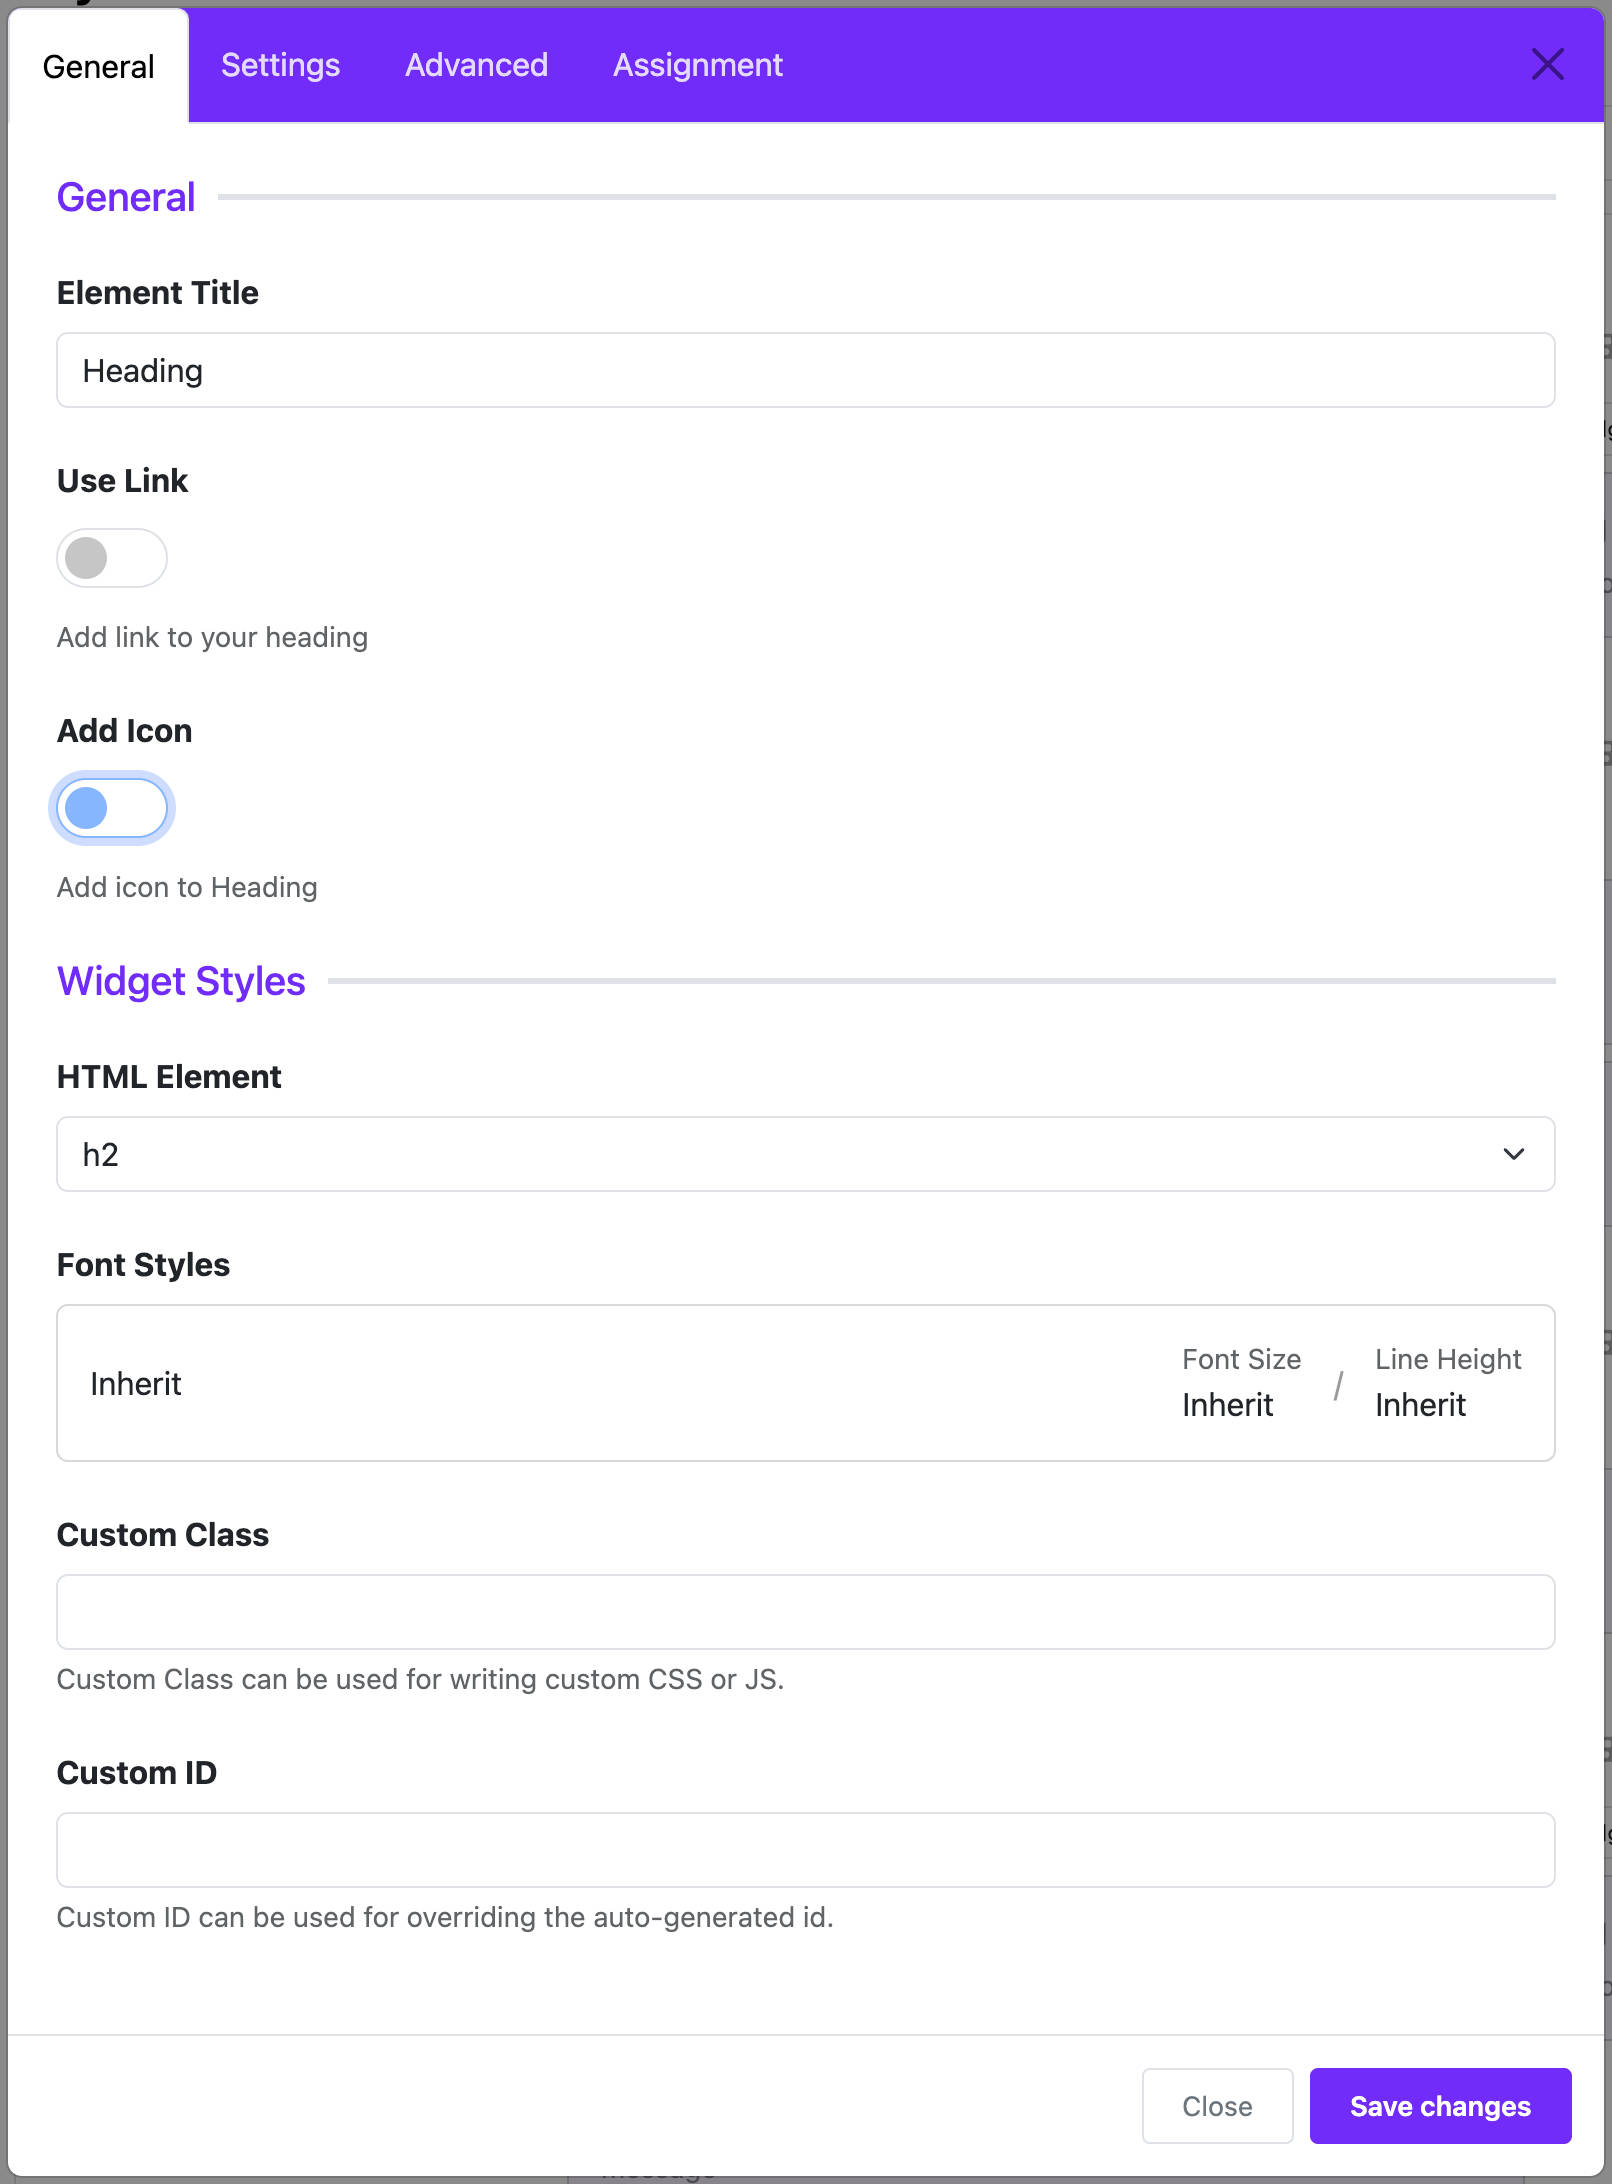 General
Settings
Advanced
Assignment
General
Element Title
Heading
Use Link
Add link to your heading
Add Icon
Add icon to Heading
Widget Styles
HTML Element
h2
Font Styles
Inherit
Font Size
Inherit
/
Line Height
Inherit
Custom Class
Custom Class can be used for writing custom CSS or JS.
Custom ID
Custom ID can be used for overriding the auto-generated id.
Close
Save changes